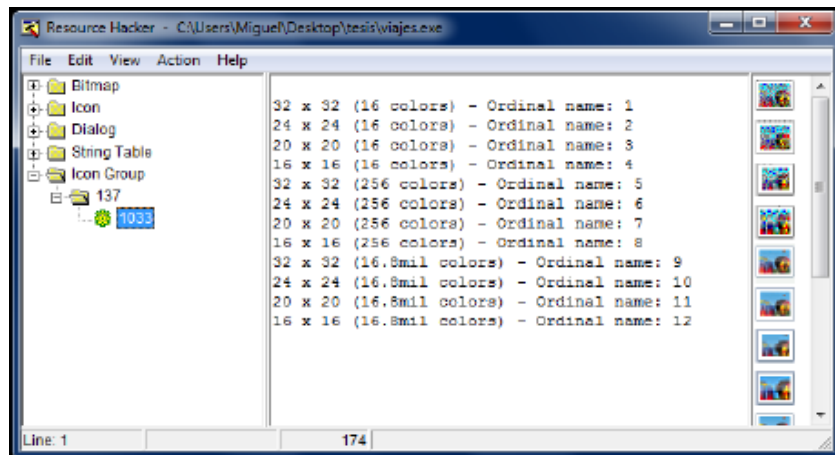 Resource Hacker - C:\Users\Miguel\Desktop\tesis\viajes.exe
File Edit View Action Help
Bitmap
Icon
Dialog
String Table
Icon Group
137
1033
32 x 32 (16 colors) - Ordinal name: 1
24 x 24 (16 colors) - Ordinal name: 2
20 x 20 (16 colors) - Ordinal name: 3
16 x 16 (16 colors) - Ordinal name: 4
32 x 32 (256 colors) - Ordinal name: 5
24 x 24 (256 colors) - Ordinal name: 6
20 x 20 (256 colors) - Ordinal name: 7
16 x 16 (256 colors) - Ordinal name: 8
32 x 32 (16.8mil colors) - Ordinal name: 9
24 x 24 (16.8mil colors) - Ordinal name: 10
20 x 20 (16.8mil colors) - Ordinal name: 11
16 x 16 (16.8mil colors) - Ordinal name: 12
Line: 1 174